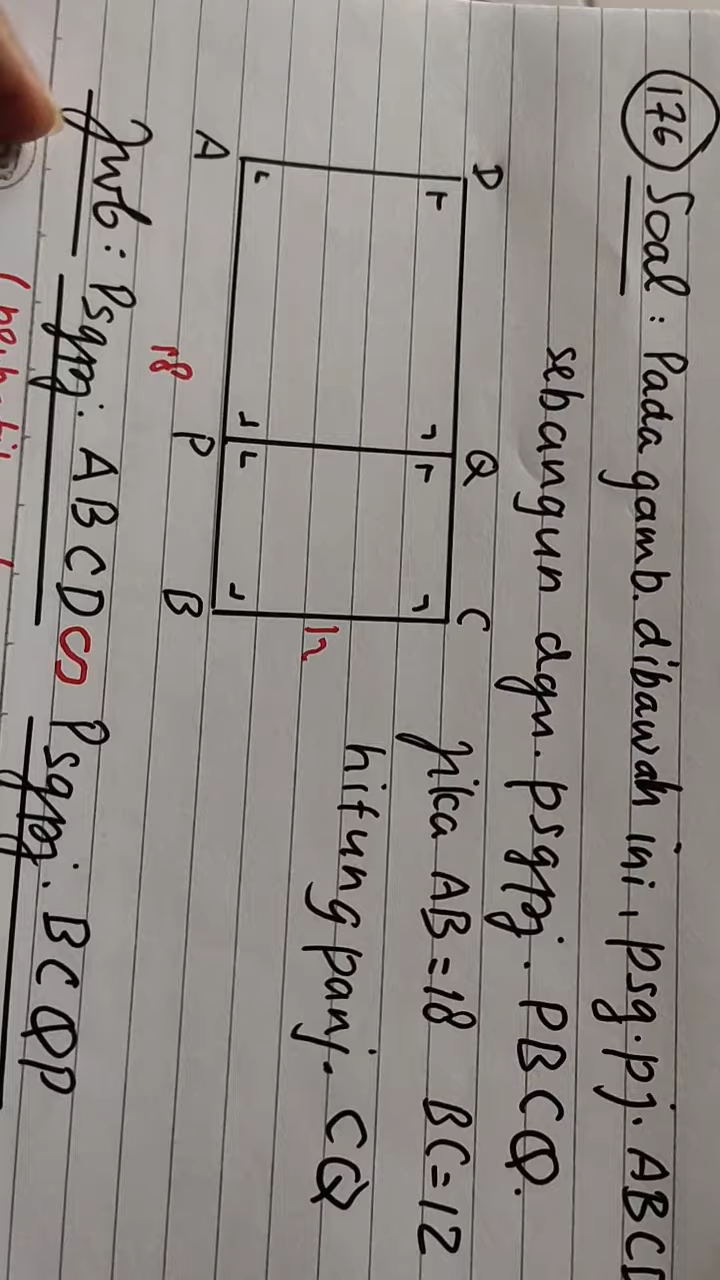 176 Soal : Pada gamb. dibawah ini, psg.pj. ABCD
sebangun dgn. psgpj. PBCQ.
D Q C
Jika AB = 18 BC = 12
hitung panj. CQ
12
A P B
18
Jwb : Psgpj. ABCD ∽ Psgpj. BCQP